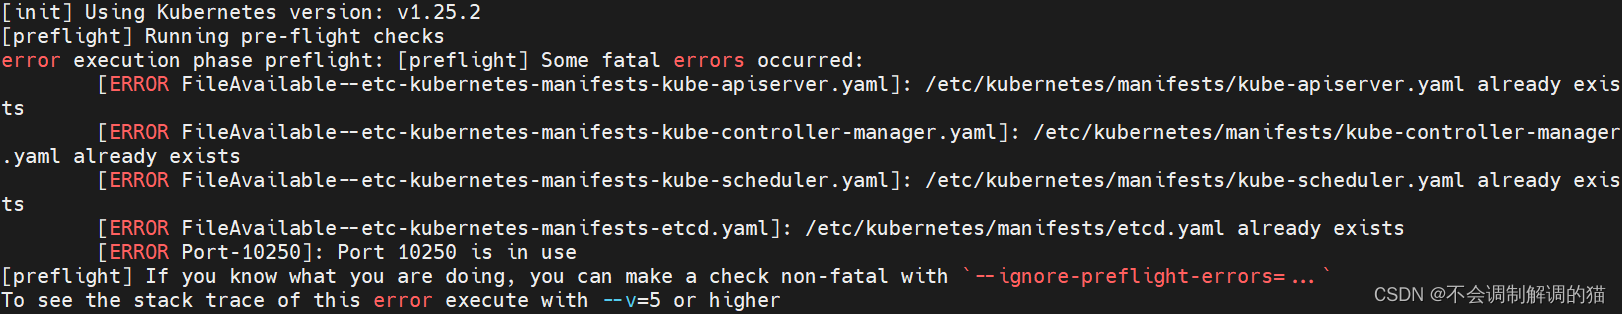 [init] Using Kubernetes version: v1.25.2
[preflight] Running pre-flight checks
error execution phase preflight: [preflight] Some fatal errors occurred:
        [ERROR FileAvailable--etc-kubernetes-manifests-kube-apiserver.yaml]: /etc/kubernetes/manifests/kube-apiserver.yaml already exis
ts
        [ERROR FileAvailable--etc-kubernetes-manifests-kube-controller-manager.yaml]: /etc/kubernetes/manifests/kube-controller-manager
.yaml already exists
        [ERROR FileAvailable--etc-kubernetes-manifests-kube-scheduler.yaml]: /etc/kubernetes/manifests/kube-scheduler.yaml already exis
ts
        [ERROR FileAvailable--etc-kubernetes-manifests-etcd.yaml]: /etc/kubernetes/manifests/etcd.yaml already exists
        [ERROR Port-10250]: Port 10250 is in use
[preflight] If you know what you are doing, you can make a check non-fatal with `--ignore-preflight-errors=...`
To see the stack trace of this error execute with --v=5 or higher
CSDN @不会调制解调的猫